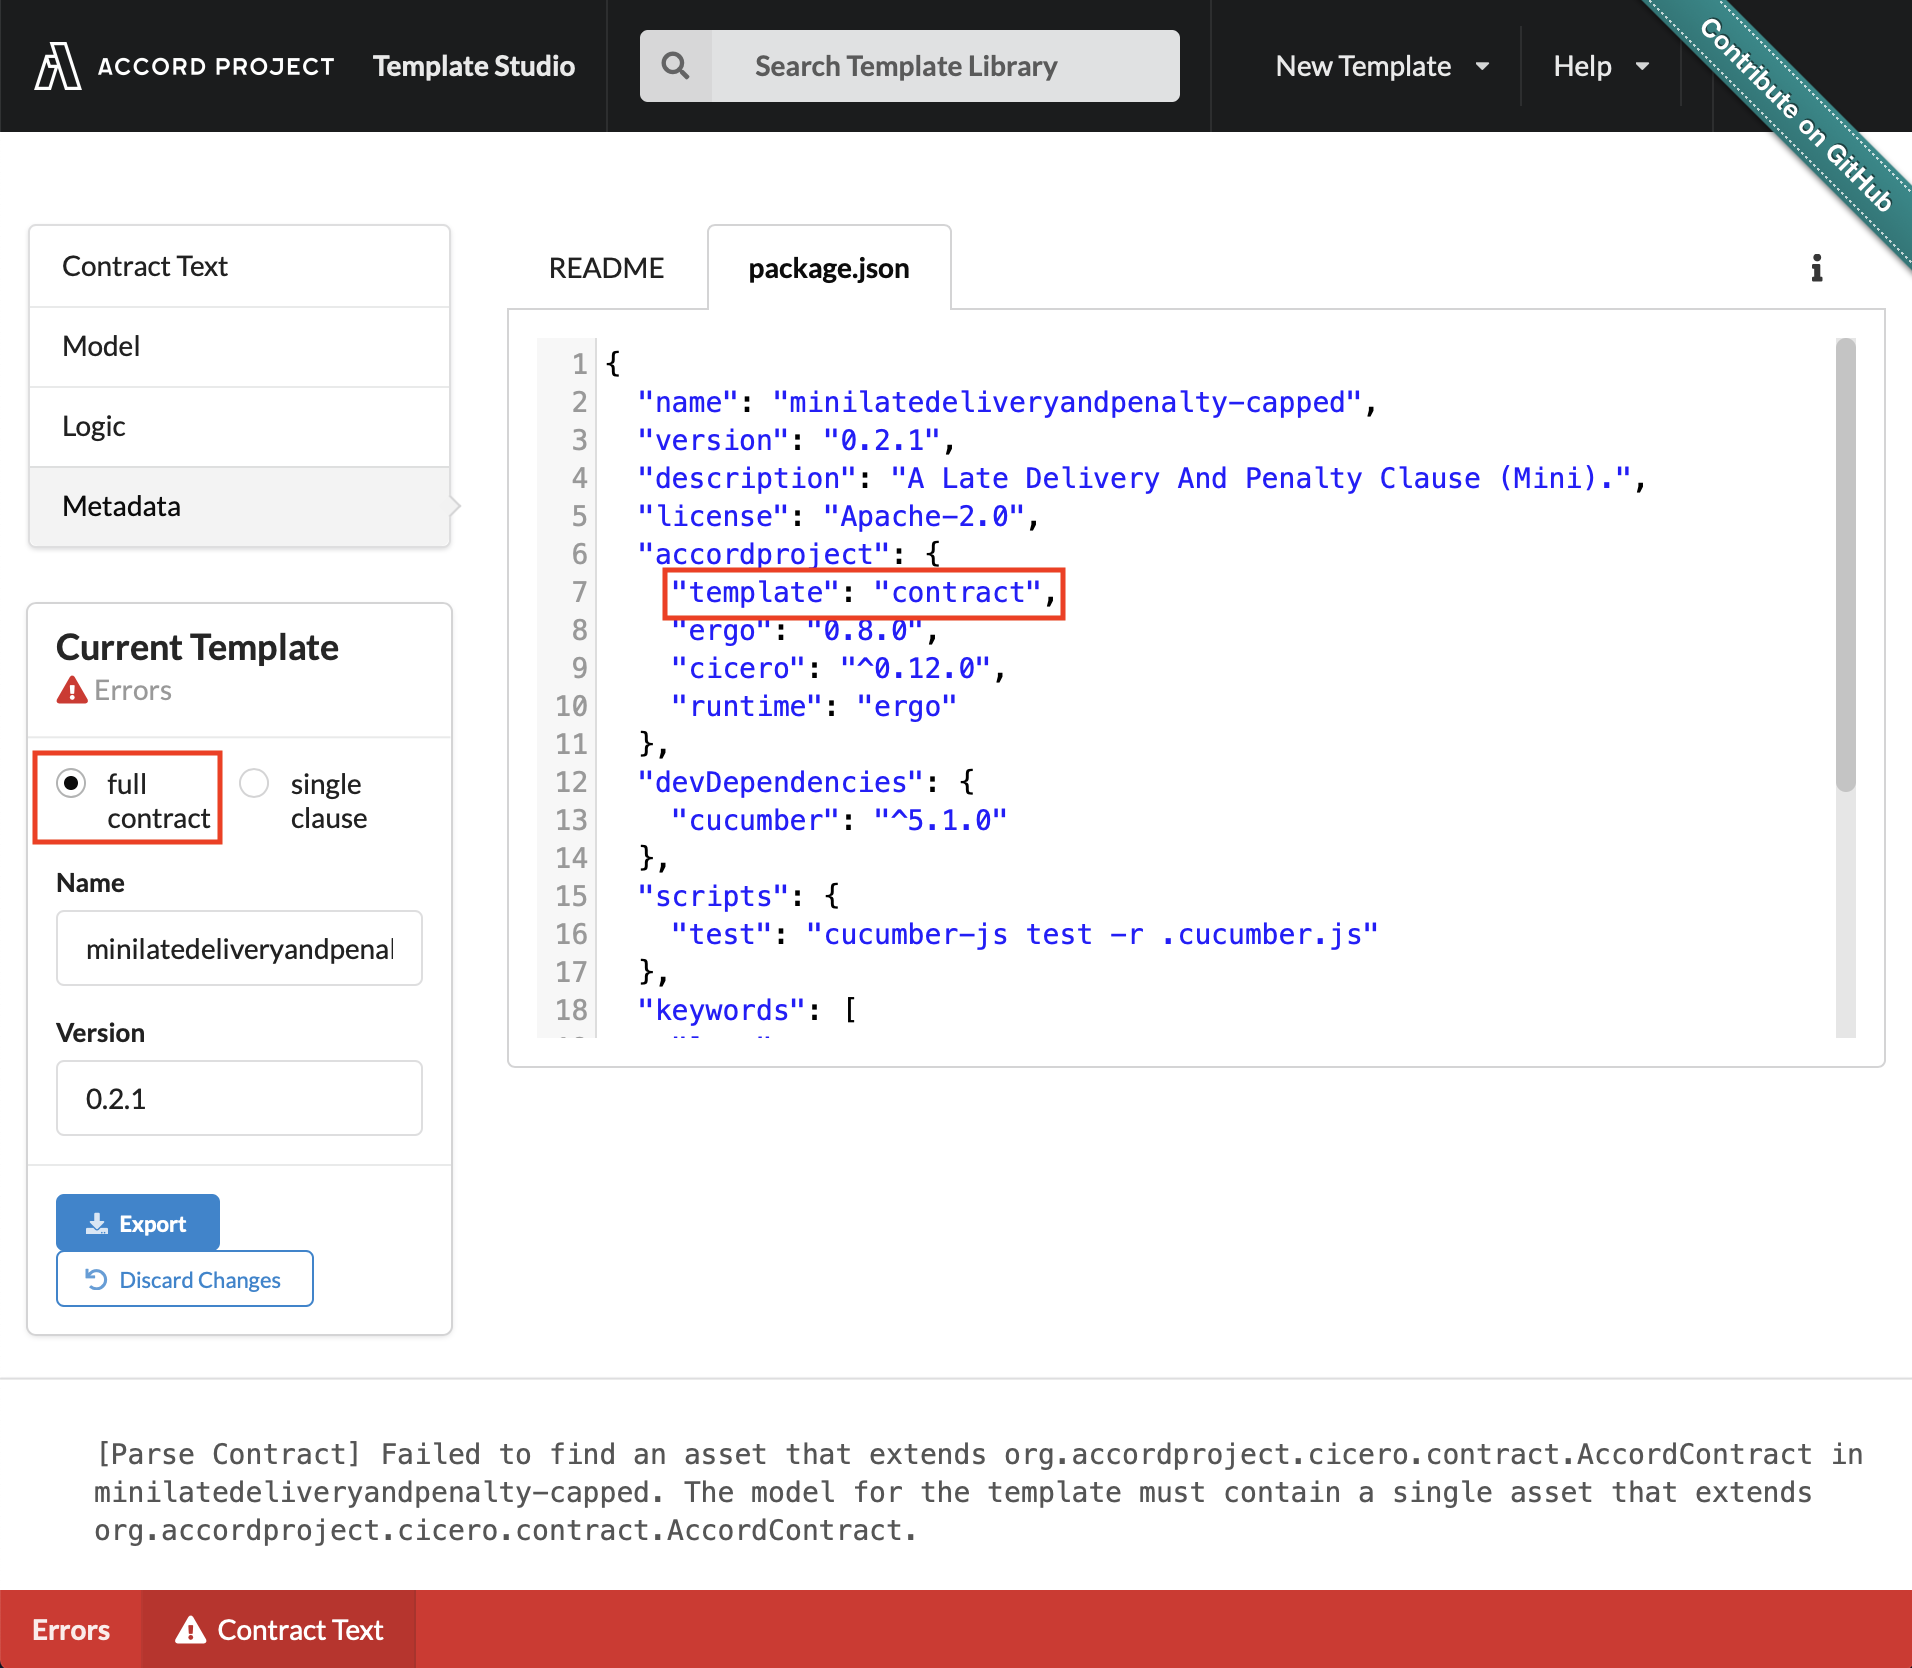 ACCORD PROJECT Template Studio
Search Template Library
New Template
Help
Contribute on GitHub
Contract Text
Model
Logic
Metadata
Current Template
Errors
full contract
single clause
Name
minilatedeliveryandpenal
Version
0.2.1
Export
Discard Changes
README
package.json
1 {
2 "name": "minilatedeliveryandpenalty-capped",
3 "version": "0.2.1",
4 "description": "A Late Delivery And Penalty Clause (Mini).",
5 "license": "Apache-2.0",
6 "accordproject": {
7 "template": "contract",
8 "ergo": "0.8.0",
9 "cicero": "^0.12.0",
10 "runtime": "ergo"
11 },
12 "devDependencies": {
13 "cucumber": "^5.1.0"
14 },
15 "scripts": {
16 "test": "cucumber-js test -r .cucumber.js"
17 },
18 "keywords": [
[Parse Contract] Failed to find an asset that extends org.accordproject.cicero.contract.AccordContract in
minilatedeliveryandpenalty-capped. The model for the template must contain a single asset that extends
org.accordproject.cicero.contract.AccordContract.
Errors
Contract Text